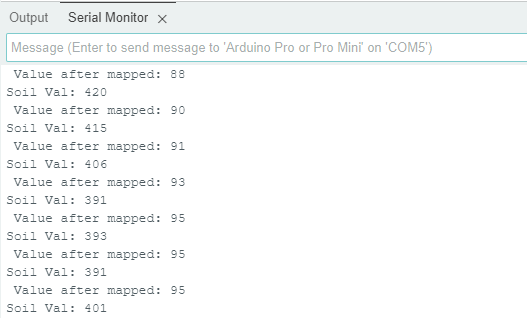 Output Serial Monitor
Message (Enter to send message to 'Arduino Pro or Pro Mini' on 'COM5')
Value after mapped: 88
Soil Val: 420
Value after mapped: 90
Soil Val: 415
Value after mapped: 91
Soil Val: 406
Value after mapped: 93
Soil Val: 391
Value after mapped: 95
Soil Val: 393
Value after mapped: 95
Soil Val: 391
Value after mapped: 95
Soil Val: 401